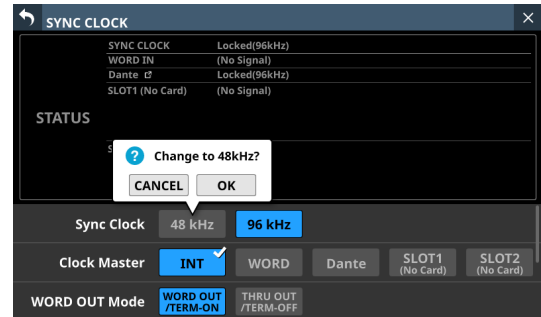 SYNC CLOCK
SYNC CLOCK Locked(96kHz)
WORD IN (No Signal)
Dante Locked(96kHz)
SLOT1 (No Card) (No Signal)
STATUS
S
Change to 48kHz?
CANCEL OK
Sync Clock 48 kHz 96 kHz
Clock Master INT WORD Dante SLOT1 (No Card) SLOT2 (No Card)
WORD OUT Mode WORD OUT /TERM-ON THRU OUT /TERM-OFF